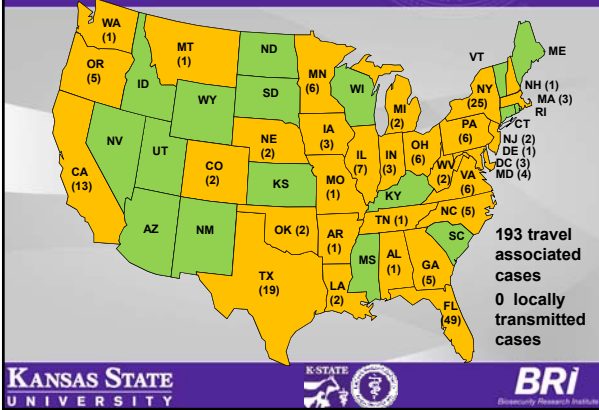 WA
(1)
MT
(1)
ND
VT
ME
OR
(5)
ID
MN
(6)
WI
NH (1)
MA (3)
RI
CT
NY
(25)
WY
SD
MI
(2)
PA
(6)
NJ (2)
DE (1)
DC (3)
MD (4)
NV
NE
(2)
IA
(3)
IL
(7)
IN
(3)
OH
(6)
WV
(2)
VA
(6)
CA
(13)
UT
CO
(2)
KS
MO
(1)
KY
NC (5)
TN (1)
AZ
NM
OK (2)
AR
(1)
SC
MS
AL
(1)
GA
(5)
TX
(19)
LA
(2)
FL
(49)
193 travel
associated
cases
0 locally
transmitted
cases
KANSAS STATE
UNIVERSITY
K-STATE
BRI
Biosecurity Research Institute